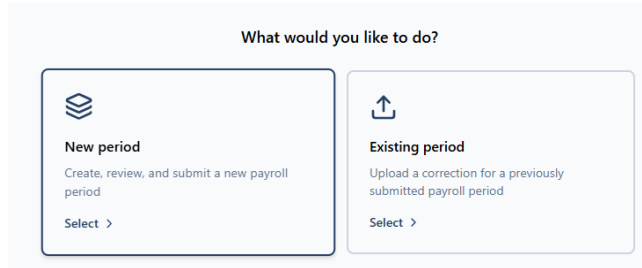 What would you like to do?
New period
Create, review, and submit a new payroll
period
Select
Existing period
Upload a correction for a previously
submitted payroll period
Select